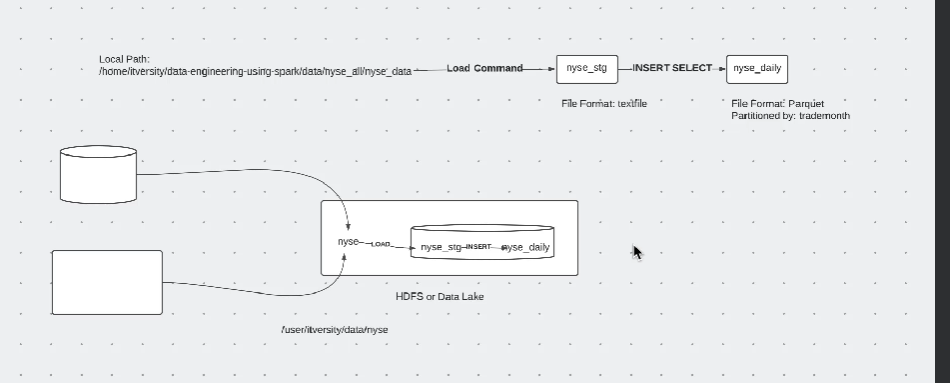 Local Path:
/home/itversity/data-engineering-using-spark/data/nyse_all/nyse_data
Load Command
nyse_stg
INSERT SELECT
nyse_daily
File Format: textfile
File Format: Parquet
Partitioned by: trademonth
nyse
LOAD
nyse_stg
INSERT
nyse_daily
HDFS or Data Lake
/user/itversity/data/nyse